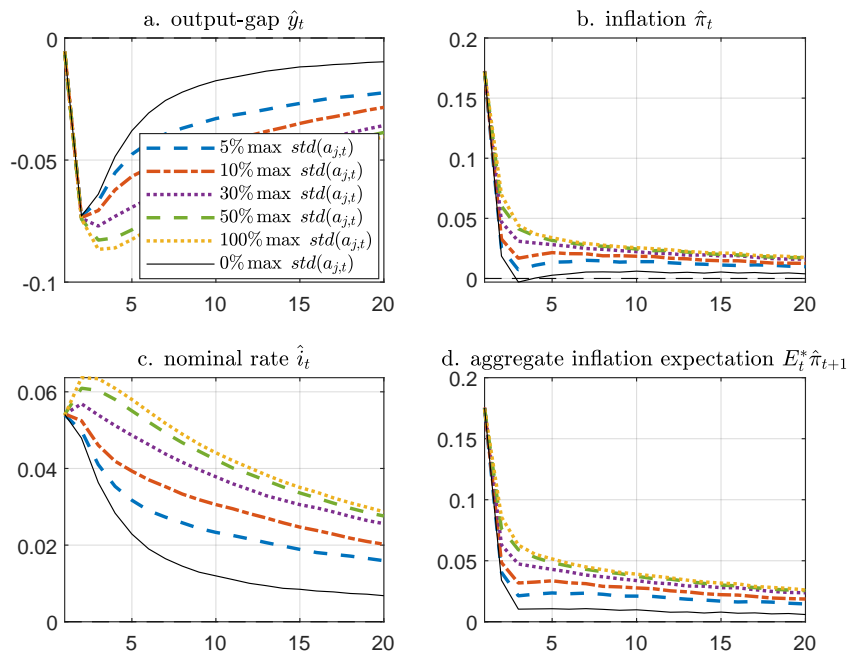 a. output-gap ŷ_t
0
-0.05
-0.1
5 10 15 20
5% max std(a_{j,t})
10% max std(a_{j,t})
30% max std(a_{j,t})
50% max std(a_{j,t})
100% max std(a_{j,t})
0% max std(a_{j,t})
b. inflation π̂_t
0.2
0.15
0.1
0.05
0
5 10 15 20
c. nominal rate î_t
0.06
0.04
0.02
0
5 10 15 20
d. aggregate inflation expectation E_t^* π̂_{t+1}
0.2
0.15
0.1
0.05
0
5 10 15 20